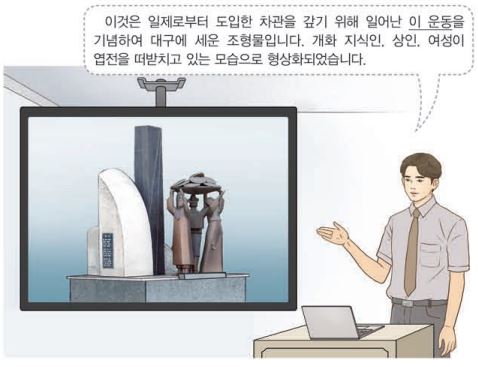 이것은 일제로부터 도입한 차관을 갚기 위해 일어난 이 운동을
기념하여 대구에 세운 조형물입니다. 개화 지식인, 상인, 여성이
엽전을 떠받치고 있는 모습으로 형상화되었습니다.